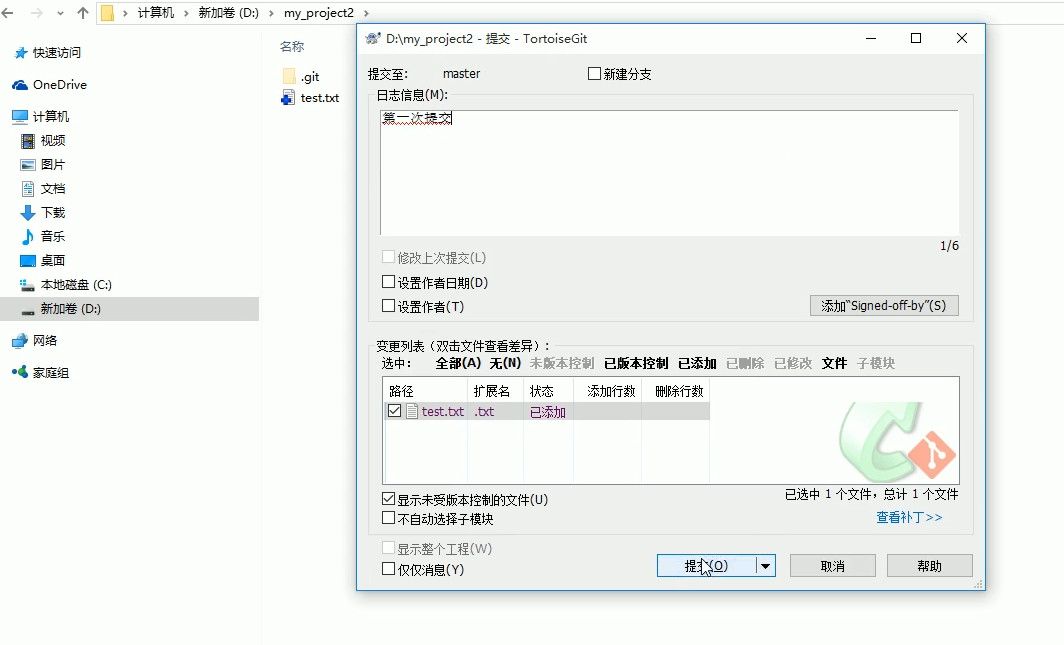 计算机 新加卷 (D:) my_project2
快速访问
OneDrive
计算机
视频
图片
文档
下载
音乐
桌面
本地磁盘 (C:)
新加卷 (D:)
网络
家庭组
名称
.git
test.txt
D:\my_project2 - 提交 - TortoiseGit
提交至: master 新建分支
日志信息(M):
第一次提交
1/6
修改上次提交(L)
设置作者日期(D)
设置作者(T)
添加“Signed-off-by”(S)
变更列表（双击文件查看差异）:
选中: 全部(A) 无(N) 未版本控制 已版本控制 已添加 已删除 已修改 文件 子模块
路径 扩展名 状态 添加行数 删除行数
test.txt .txt 已添加
显示未受版本控制的文件(U)
不自动选择子模块
已选中 1 个文件，总计 1 个文件
查看补丁>>
显示整个工程(W)
仅仅消息(Y)
提交(O) 取消 帮助